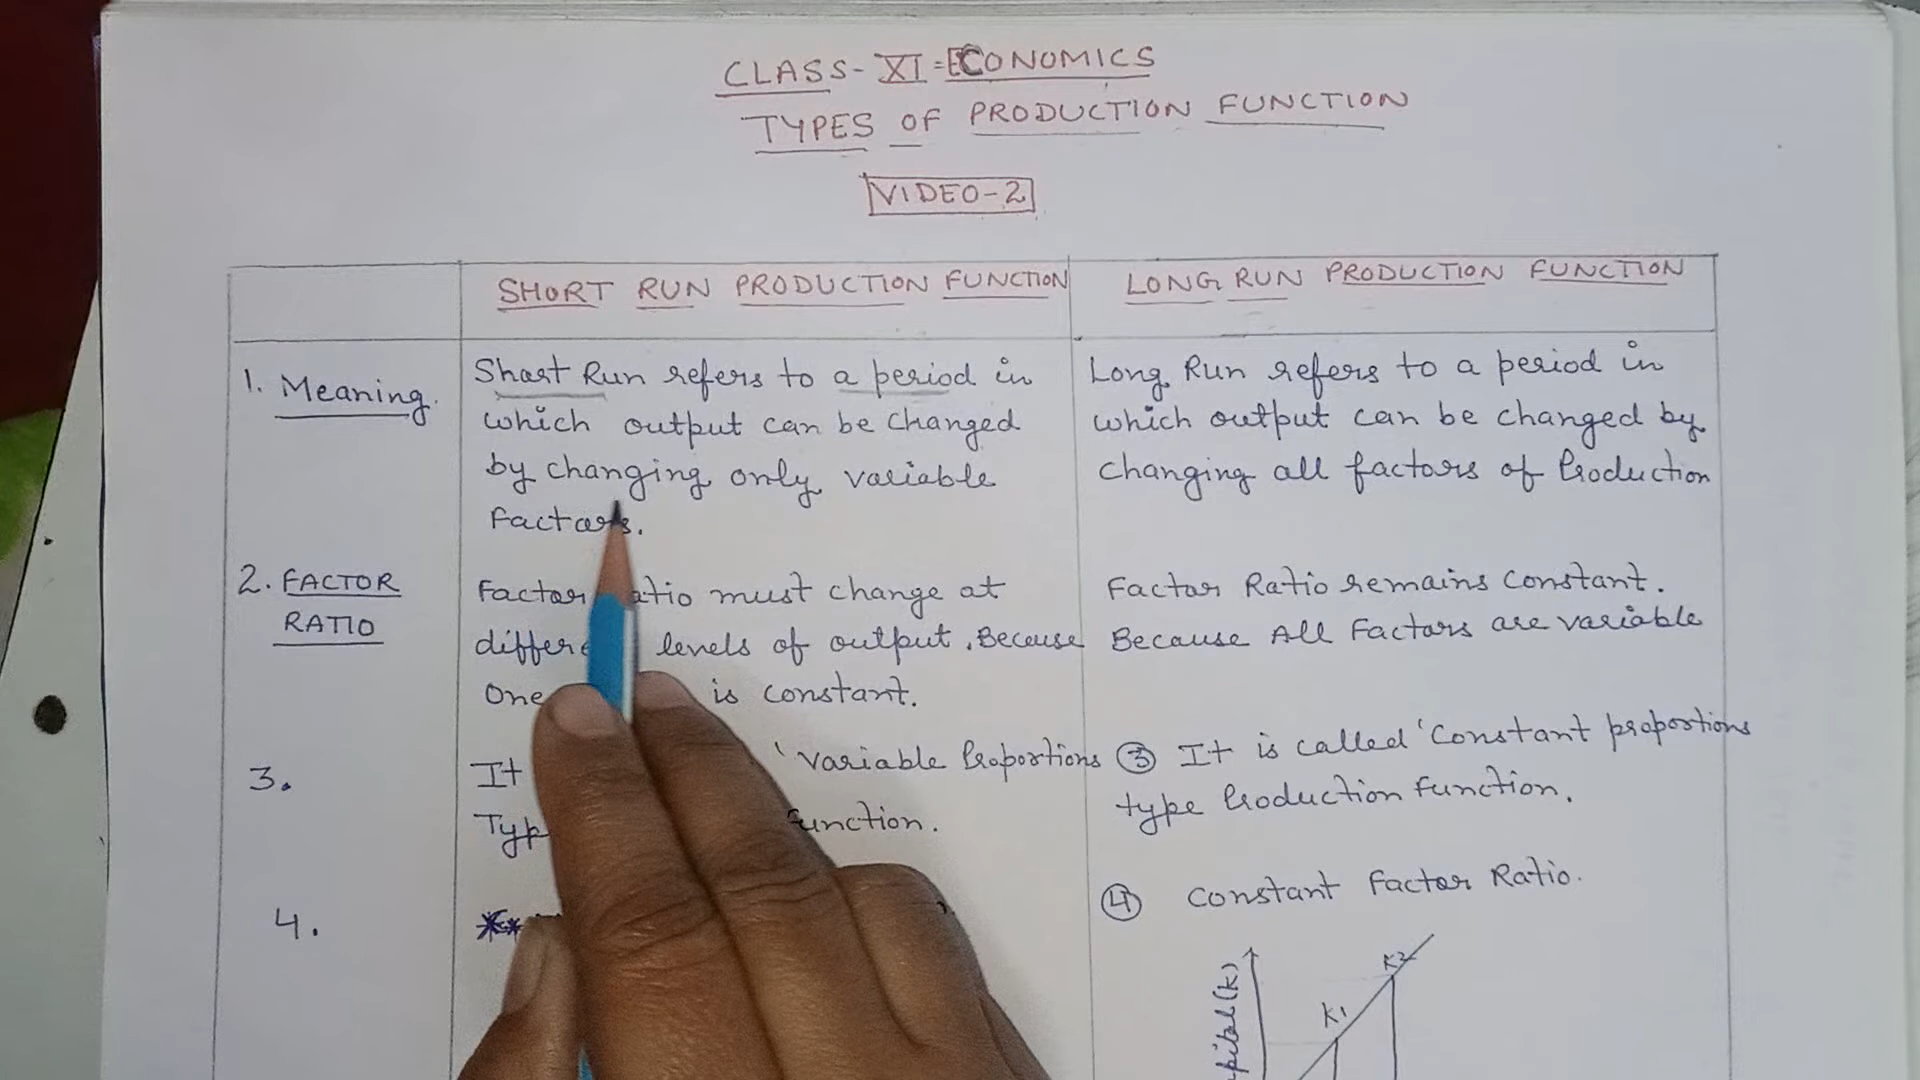 CLASS-XI=ECONOMICS
TYPES OF PRODUCTION FUNCTION
VIDEO-2
SHORT RUN PRODUCTION FUNCTION
LONG RUN PRODUCTION FUNCTION
1. Meaning.
Short Run refers to a period in
which output can be changed
by changing only variable
factors.
Long Run refers to a period in
which output can be changed by
changing all factors of Production
2. FACTOR
RATIO
Factor must change at
levels of output. Because
One is constant.
Factor Ratio remains constant.
Because All Factors are variable
3.
It 'Variable Proportions
function.
③ It is called 'Constant proportions
type Production function.
4.
④ Constant Factor Ratio.
K2
K1
(K)